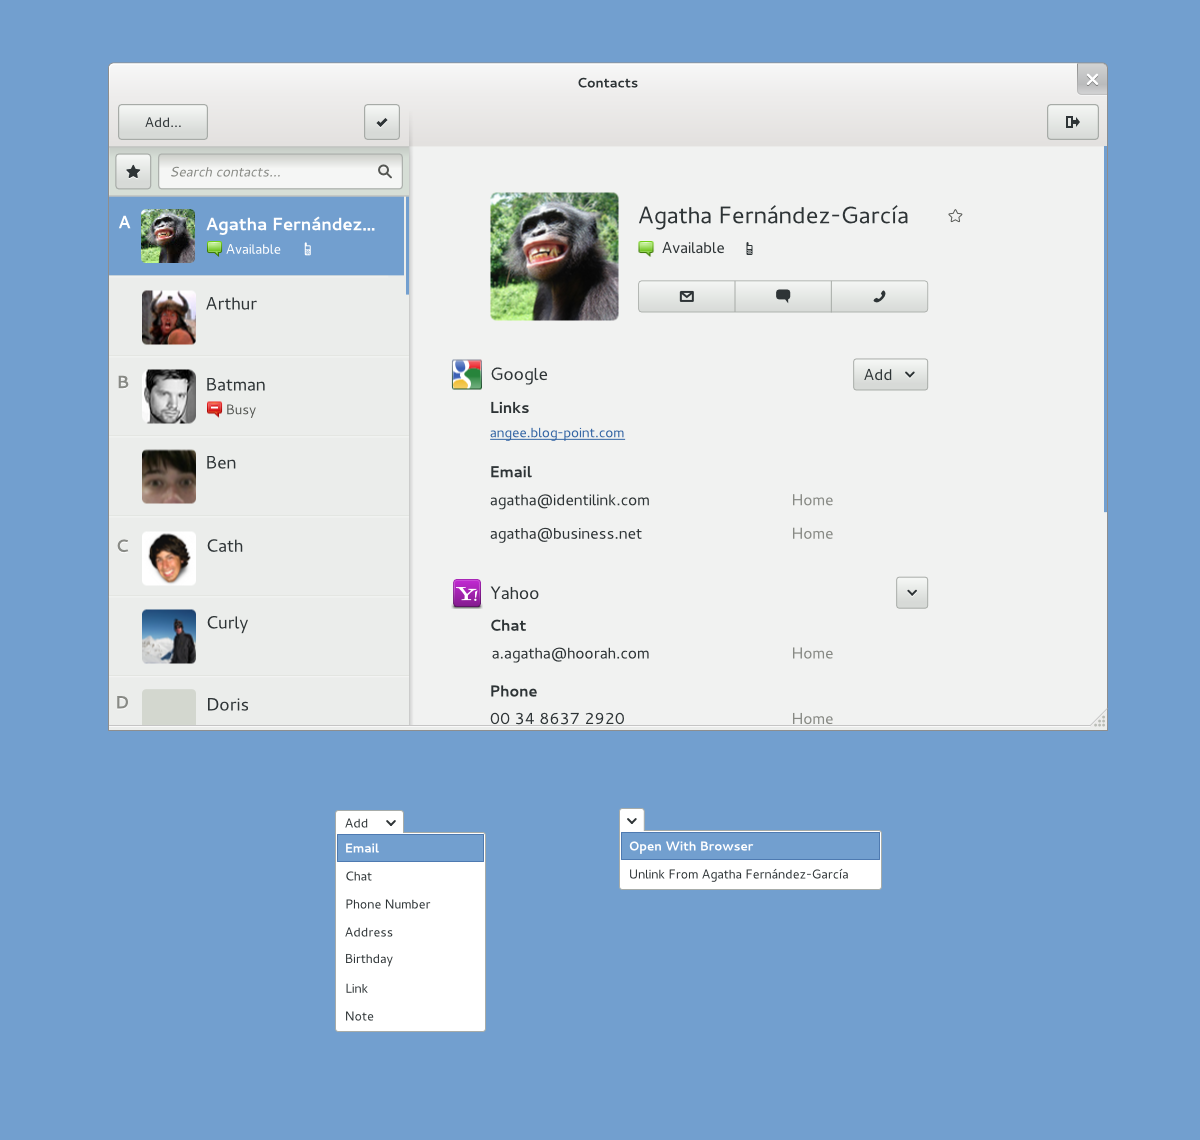 Contacts
Add...
Search contacts...
A
Agatha Fernández...
Available
Arthur
B
Batman
Busy
Ben
C
Cath
Curly
D
Doris
Agatha Fernández-García
Available
Google
Add
Links
angee.blog-point.com
Email
agatha@identilink.com Home
agatha@business.net Home
Y!
Yahoo
Chat
a.agatha@hoorah.com Home
Phone
00 34 8637 2920 Home
Add
Email
Chat
Phone Number
Address
Birthday
Link
Note
Open With Browser
Unlink From Agatha Fernández-García